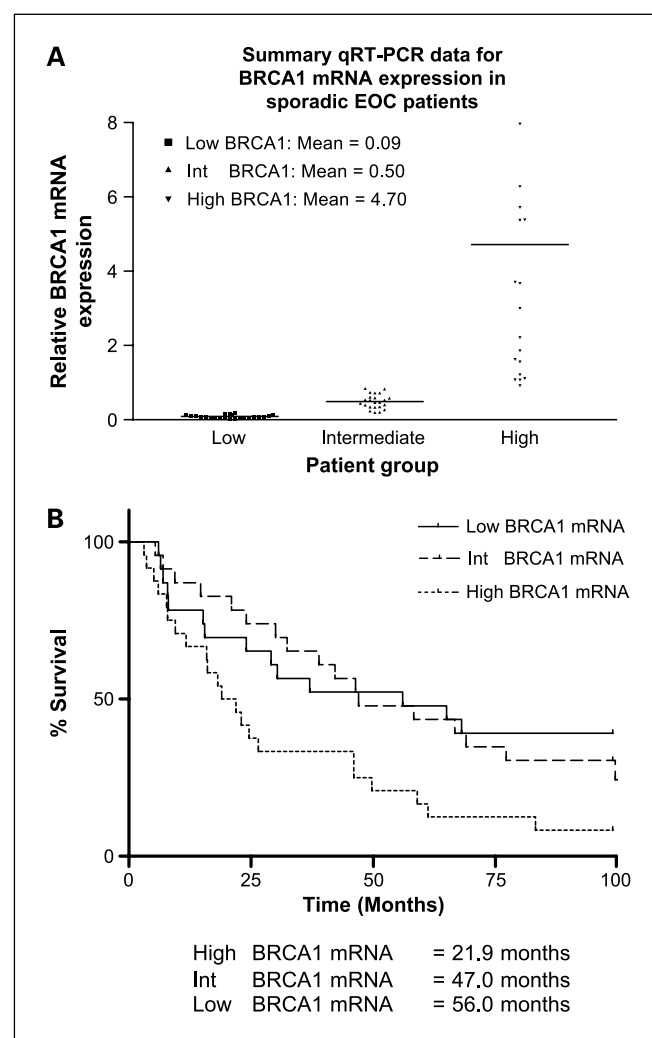 A
Summary qRT-PCR data for
BRCA1 mRNA expression in
sporadic EOC patients
Relative BRCA1 mRNA
expression
8
6
4
2
0
Low BRCA1: Mean = 0.09
Int BRCA1: Mean = 0.50
High BRCA1: Mean = 4.70
Low Intermediate High
Patient group
B
Low BRCA1 mRNA
Int BRCA1 mRNA
High BRCA1 mRNA
% Survival
100
50
0
0 25 50 75 100
Time (Months)
High BRCA1 mRNA = 21.9 months
Int BRCA1 mRNA = 47.0 months
Low BRCA1 mRNA = 56.0 months